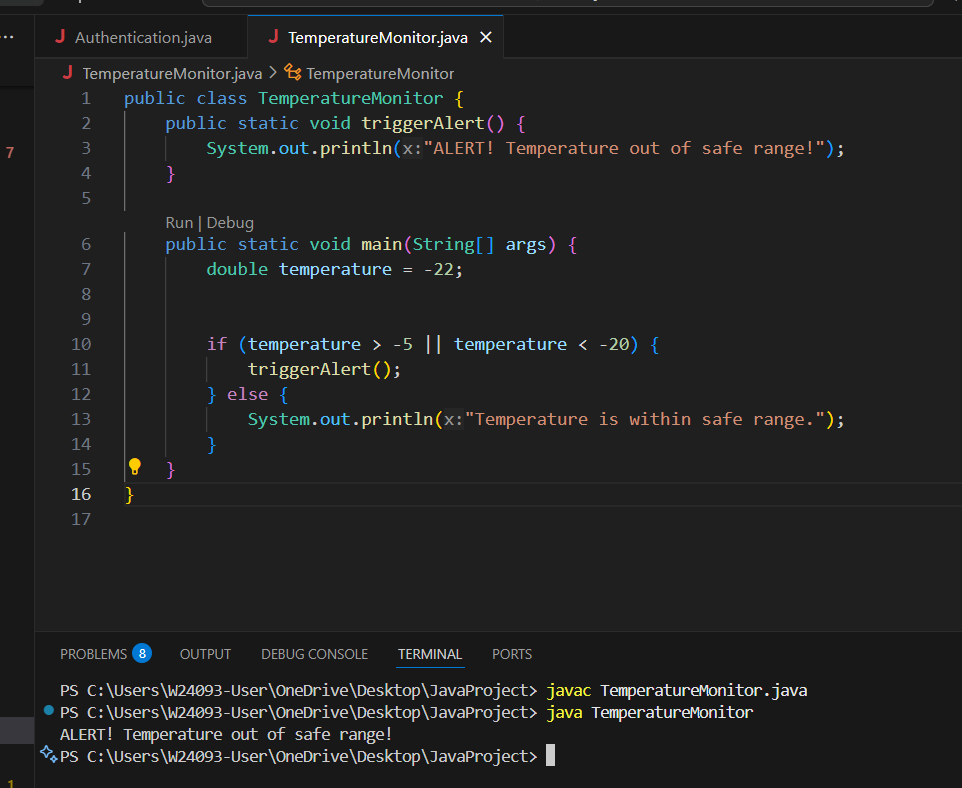 Authentication.java
TemperatureMonitor.java
TemperatureMonitor.java > TemperatureMonitor
1 public class TemperatureMonitor {
7
2 public static void triggerAlert() {
3 System.out.println(x:"ALERT! Temperature out of safe range!");
4 }
5
Run | Debug
6 public static void main(String[] args) {
7 double temperature = -22;
8
9
10 if (temperature > -5 || temperature < -20) {
11 triggerAlert();
12 } else {
13 System.out.println(x:"Temperature is within safe range.");
14 }
15 }
16 }
17
PROBLEMS 8 OUTPUT DEBUG CONSOLE TERMINAL PORTS
PS C:\Users\W24093-User\OneDrive\Desktop\JavaProject> javac TemperatureMonitor.java
PS C:\Users\W24093-User\OneDrive\Desktop\JavaProject> java TemperatureMonitor
ALERT! Temperature out of safe range!
PS C:\Users\W24093-User\OneDrive\Desktop\JavaProject>
1